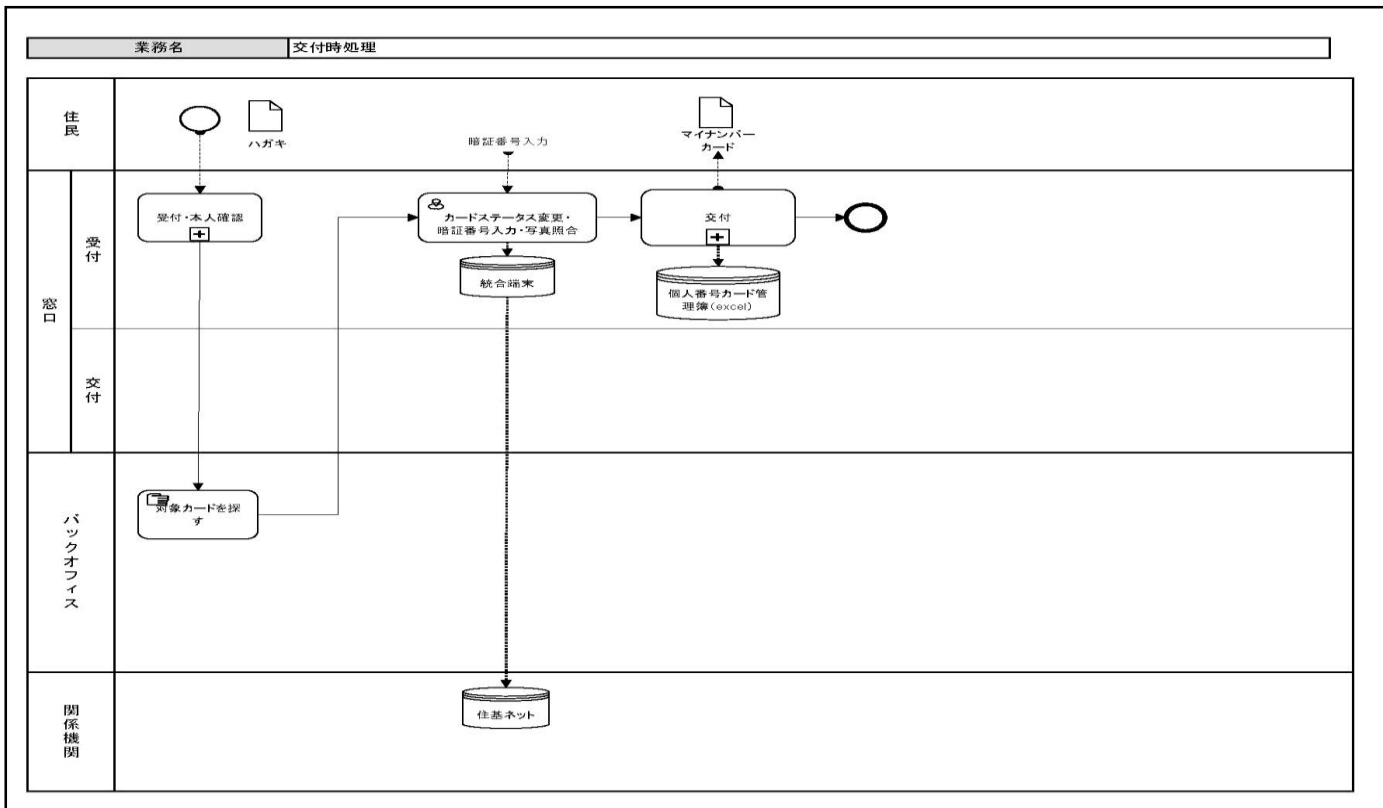 業務名
交付時処理
住民
ハガキ
暗証番号入力
マイナンバー
カード
窓口
受付
受付・本人確認
カードステータス変更・
暗証番号入力・写真照合
交付
統合端末
個人番号カード管
理簿(excel)
交付
バックオフィス
対象カードを探
す
関係機関
住基ネット